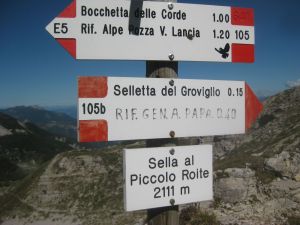 Bocchetta delle Corde 1.00
E5 Rif. Alpe Pozza V. Lancia 1.20 105
Selletta del Groviglio 0.15
105b RIF. GEN. A. PAPA. 0.40
Sella al
Piccolo Roite
2111 m